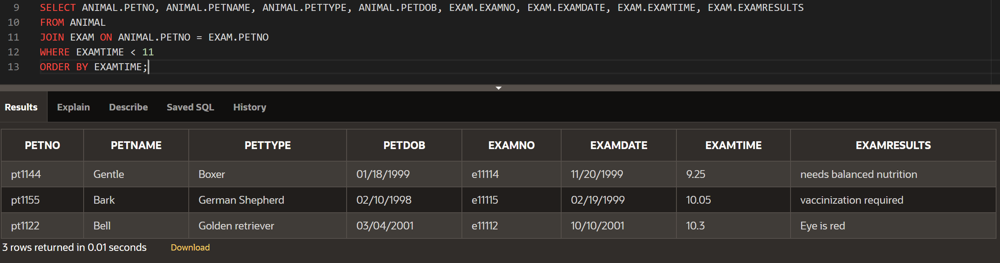 9 SELECT ANIMAL.PETNO, ANIMAL.PETNAME, ANIMAL.PETTYPE, ANIMAL.PETDOB, EXAM.EXAMNO, EXAM.EXAMDATE, EXAM.EXAMTIME, EXAM.EXAMRESULTS
10 FROM ANIMAL
11 JOIN EXAM ON ANIMAL.PETNO = EXAM.PETNO
12 WHERE EXAMTIME < 11
13 ORDER BY EXAMTIME;
Results Explain Describe Saved SQL History
PETNO PETNAME PETTYPE PETDOB EXAMNO EXAMDATE EXAMTIME EXAMRESULTS
pt1144 Gentle Boxer 01/18/1999 e11114 11/20/1999 9.25 needs balanced nutrition
pt1155 Bark German Shepherd 02/10/1998 e11115 02/19/1999 10.05 vaccinization required
pt1122 Bell Golden retriever 03/04/2001 e11112 10/10/2001 10.3 Eye is red
3 rows returned in 0.01 seconds Download